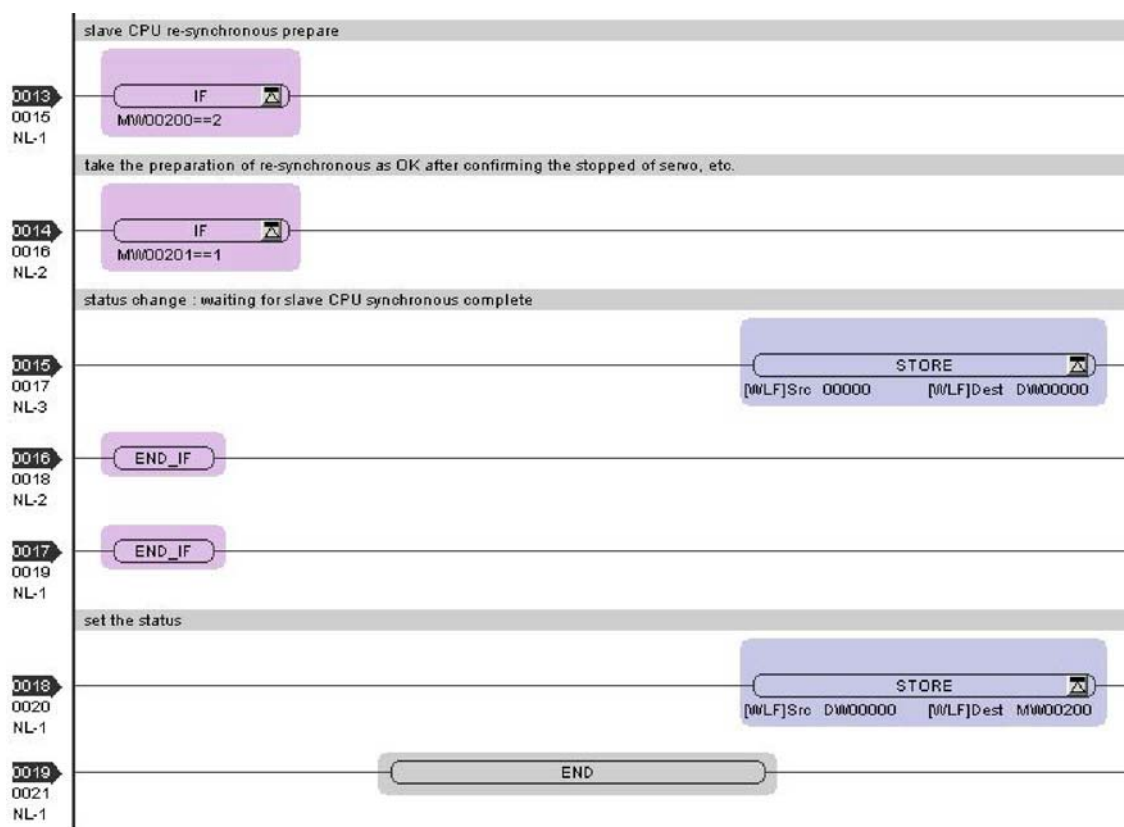 slave CPU re-synchronous prepare
0013 IF
0015 MW00200==2
NL-1
take the preparation of re-synchronous as OK after confirming the stopped of servo, etc.
0014 IF
0016 MW00201==1
NL-2
status change : waiting for slave CPU synchronous complete
0015 STORE
0017 [WLF]Src 00000 [WLF]Dest DW00000
NL-3
0016 END_IF
0018
NL-2
0017 END_IF
0019
NL-1
set the status
0018 STORE
0020 [WLF]Src DW00000 [WLF]Dest MW00200
NL-1
0019 END
0021
NL-1